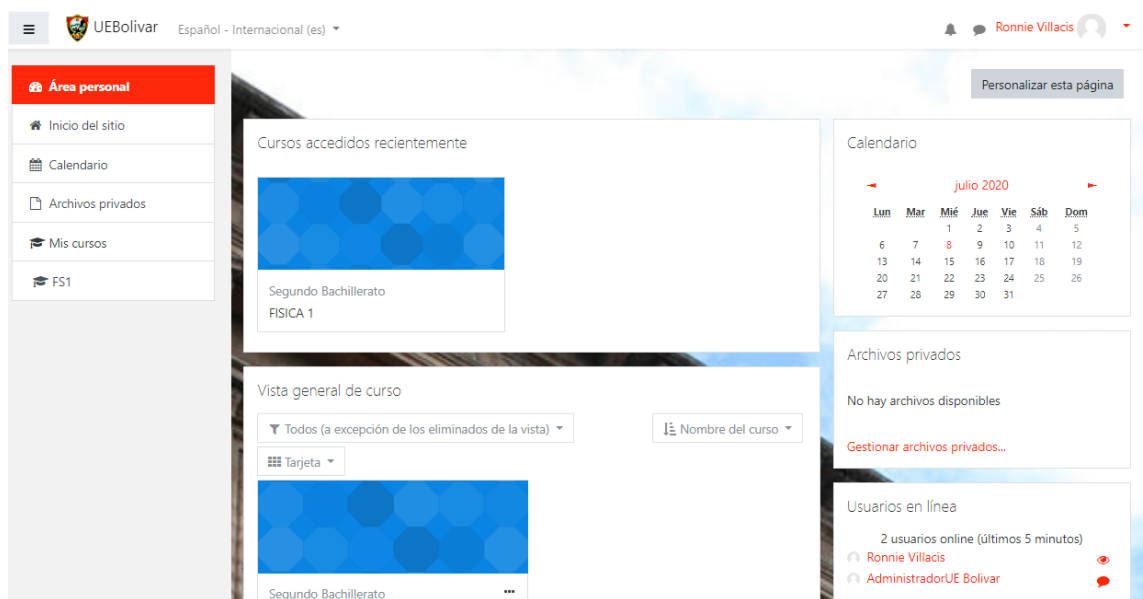 UEBolivar
Español - Internacional (es)
Ronnie Villacis
Área personal
Inicio del sitio
Calendario
Archivos privados
Mis cursos
FS1
Personalizar esta página
Cursos accedidos recientemente
Segundo Bachillerato
FISICA 1
Vista general de curso
Todos (a excepción de los eliminados de la vista)
Nombre del curso
Tarjeta
Segundo Bachillerato
Calendario
julio 2020
Lun Mar Mié Jue Vie Sáb Dom
1 2 3 4 5
6 7 8 9 10 11 12
13 14 15 16 17 18 19
20 21 22 23 24 25 26
27 28 29 30 31
Archivos privados
No hay archivos disponibles
Gestionar archivos privados...
Usuarios en línea
2 usuarios online (últimos 5 minutos)
Ronnie Villacis
AdministradorUE Bolivar